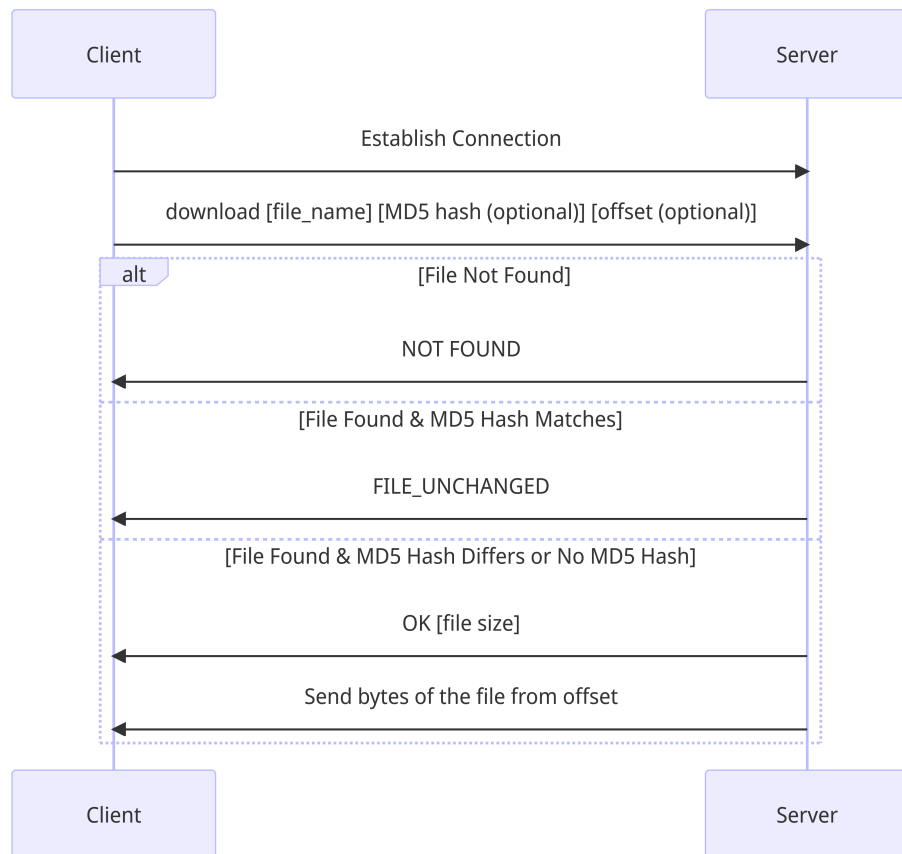 Client
Server
Establish Connection
download [file_name] [MD5 hash (optional)] [offset (optional)]
alt
[File Not Found]
NOT FOUND
[File Found & MD5 Hash Matches]
FILE_UNCHANGED
[File Found & MD5 Hash Differs or No MD5 Hash]
OK [file size]
Send bytes of the file from offset
Client
Server